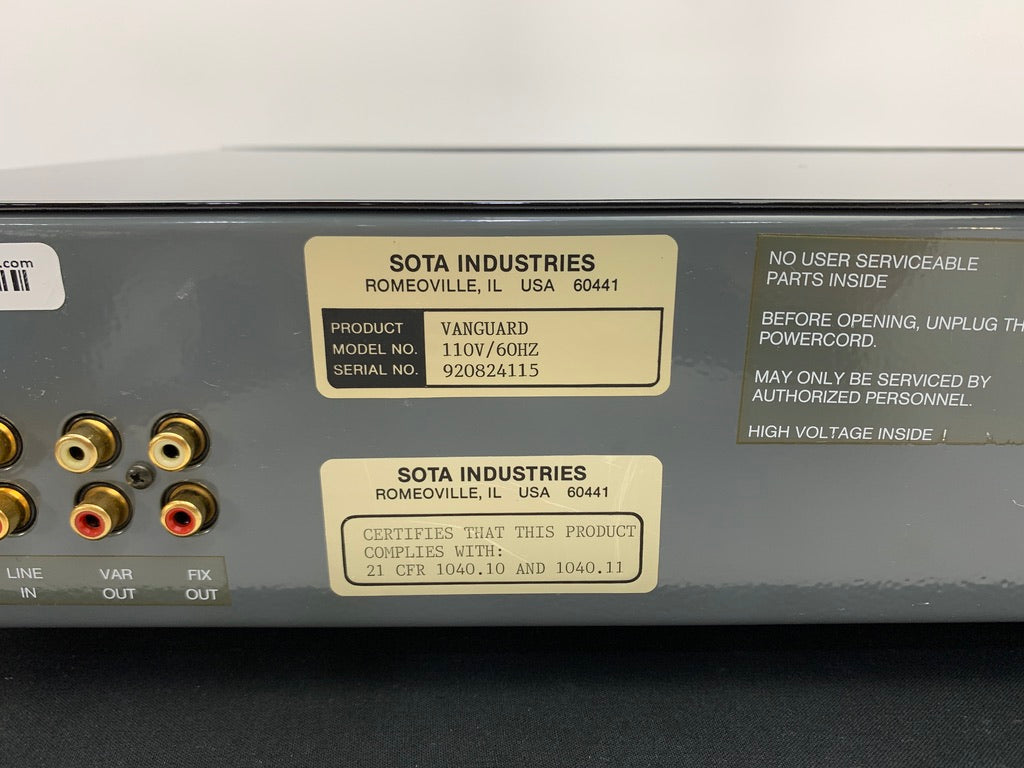 .com
SOTA INDUSTRIES
ROMEOVILLE, IL USA 60441
PRODUCT VANGUARD
MODEL NO. 110V/60HZ
SERIAL NO. 920824115
NO USER SERVICEABLE
PARTS INSIDE
BEFORE OPENING, UNPLUG TH
POWERCORD.
MAY ONLY BE SERVICED BY
AUTHORIZED PERSONNEL.
HIGH VOLTAGE INSIDE !
SOTA INDUSTRIES
ROMEOVILLE, IL USA 60441
CERTIFIES THAT THIS PRODUCT
COMPLIES WITH:
21 CFR 1040.10 AND 1040.11
LINE VAR FIX
IN OUT OUT